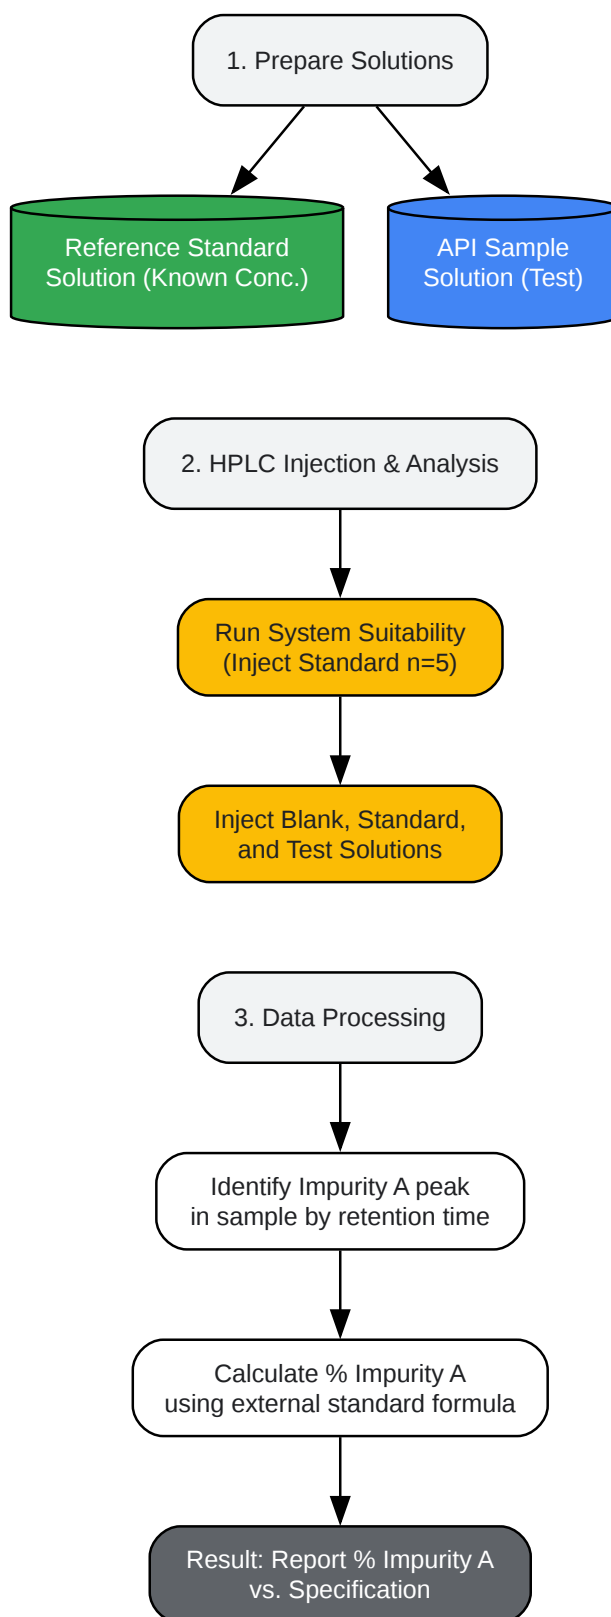 1. Prepare Solutions
Reference Standard
Solution (Known Conc.)
API Sample
Solution (Test)
2. HPLC Injection & Analysis
Run System Suitability
(Inject Standard n=5)
Inject Blank, Standard,
and Test Solutions
3. Data Processing
Identify Impurity A peak
in sample by retention time
Calculate % Impurity A
using external standard formula
Result: Report % Impurity A
vs. Specification